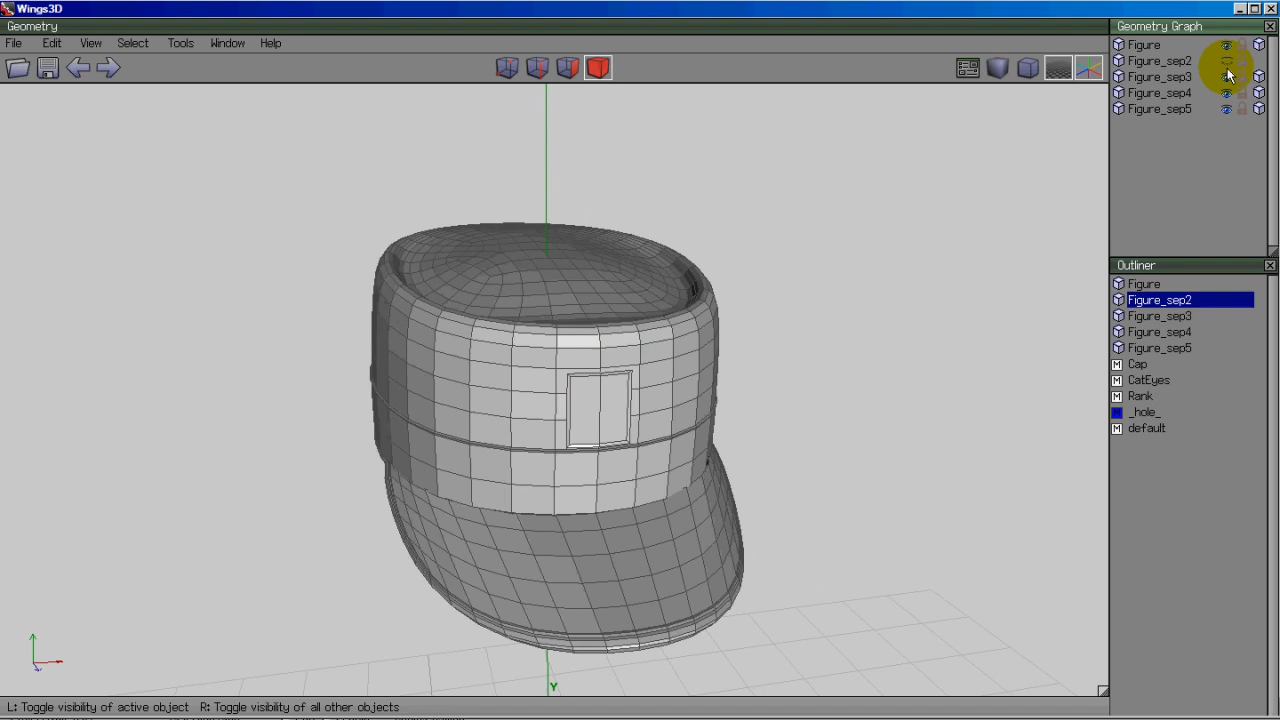 Wings3D
Geometry
File Edit View Select Tools Window Help
Geometry Graph
Figure
Figure_sep2
Figure_sep3
Figure_sep4
Figure_sep5
Outliner
Figure
Figure_sep2
Figure_sep3
Figure_sep4
Figure_sep5
M Cap
M CatEyes
M Rank
M _hole_
M default
Y
L: Toggle visibility of active object R: Toggle visibility of all other objects